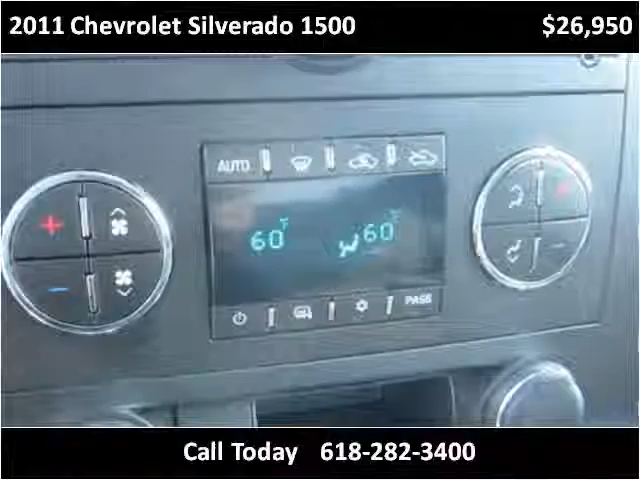 2011 Chevrolet Silverado 1500 $26,950
AUTO
60°F 60°F
PASS
Call Today 618-282-3400